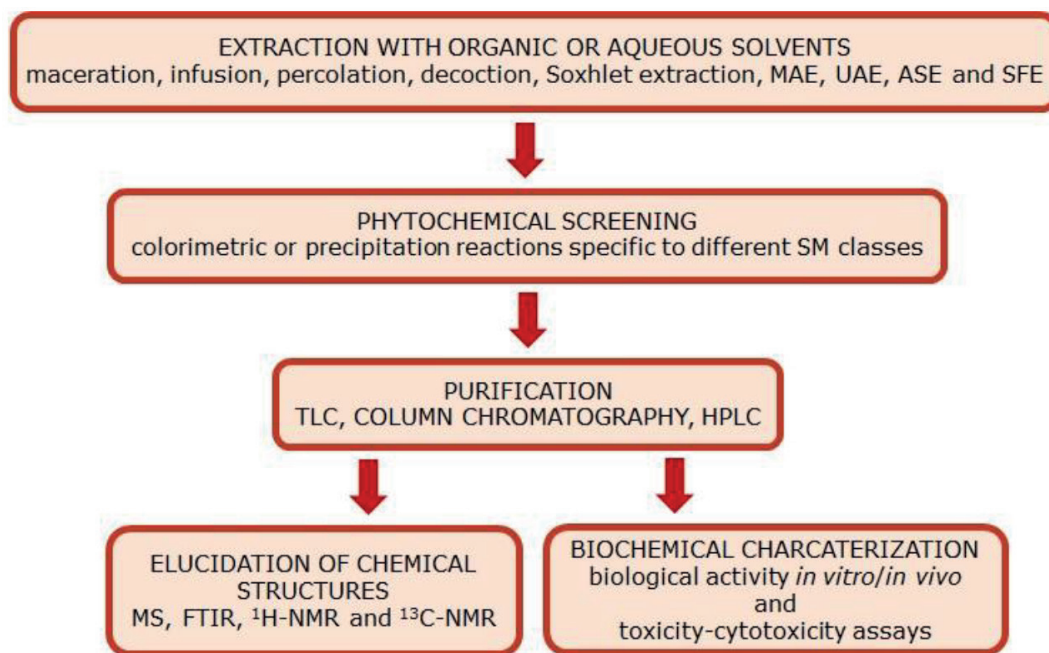 EXTRACTION WITH ORGANIC OR AQUEOUS SOLVENTS
maceration, infusion, percolation, decoction, Soxhlet extraction, MAE, UAE, ASE and SFE
PHYTOCHEMICAL SCREENING
colorimetric or precipitation reactions specific to different SM classes
PURIFICATION
TLC, COLUMN CHROMATOGRAPHY, HPLC
ELUCIDATION OF CHEMICAL
STRUCTURES
MS, FTIR, ¹H-NMR and ¹³C-NMR
BIOCHEMICAL CHARCATERIZATION
biological activity in vitro/in vivo
and
toxicity-cytotoxicity assays